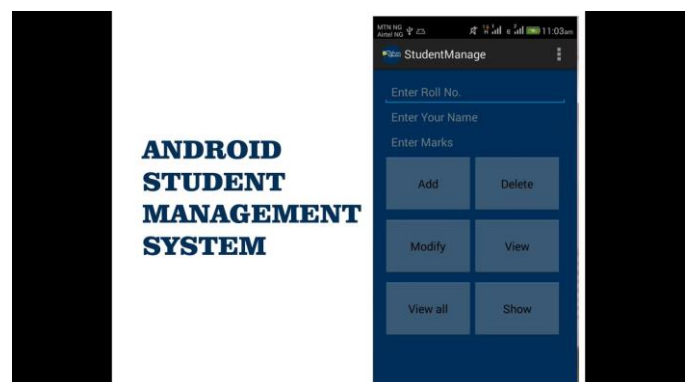 ANDROID
STUDENT
MANAGEMENT
SYSTEM
MTN NG
Airtel NG
11:03am
StudentManage
Enter Roll No.
Enter Your Name
Enter Marks
Add Delete
Modify View
View all Show